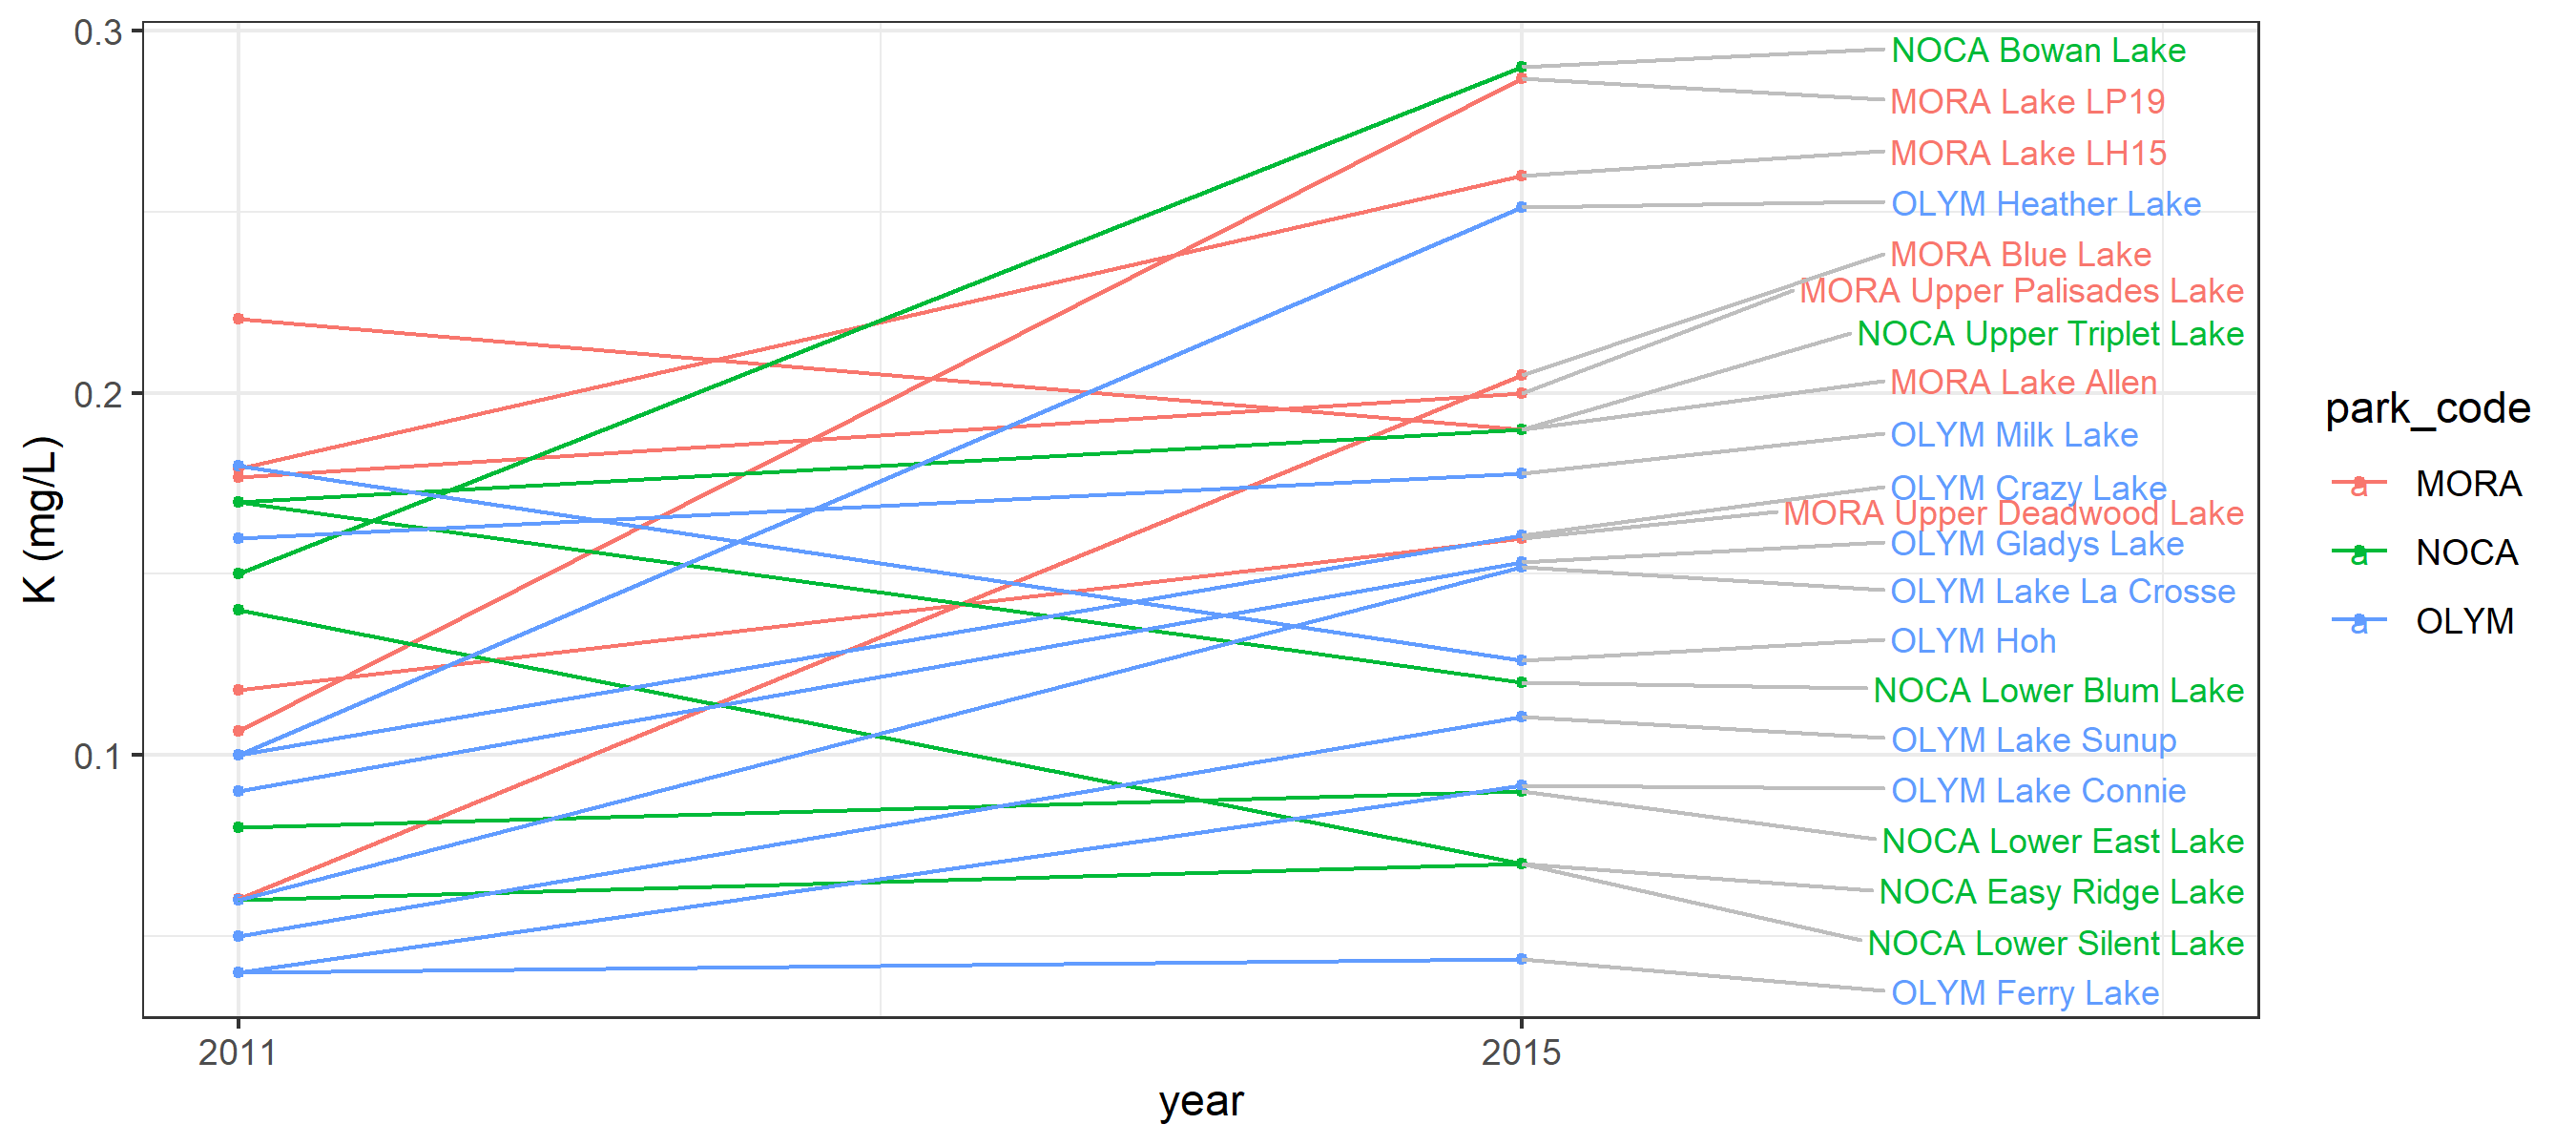 K (mg/L)
0.3
0.2
0.1
2011
2015
year
NOCA Bowan Lake
MORA Lake LP19
MORA Lake LH15
OLYM Heather Lake
MORA Blue Lake
MORA Upper Palisades Lake
NOCA Upper Triplet Lake
MORA Lake Allen
OLYM Milk Lake
OLYM Crazy Lake
MORA Upper Deadwood Lake
OLYM Gladys Lake
OLYM Lake La Crosse
OLYM Hoh
NOCA Lower Blum Lake
OLYM Lake Sunup
OLYM Lake Connie
NOCA Lower East Lake
NOCA Easy Ridge Lake
NOCA Lower Silent Lake
OLYM Ferry Lake
park_code
a MORA
a NOCA
a OLYM